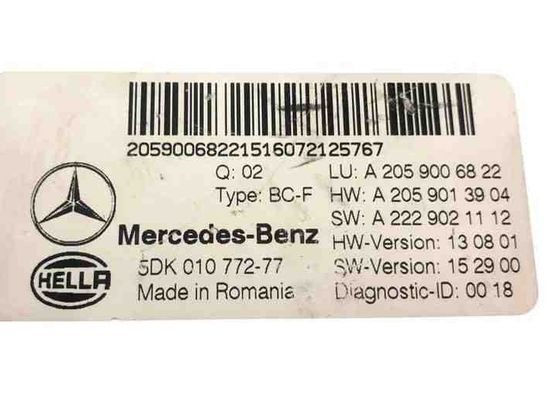 2059006822151607212​5767
Q: 02 LU: A 205 900 68 22
Type: BC-F HW: A 205 901 39 04
SW: A 222 902 11 12
Mercedes-Benz HW-Version: 13 08 01
HELLA 5DK 010 772-77 SW-Version: 15 29 00
Made in Romania Diagnostic-ID: 00 18